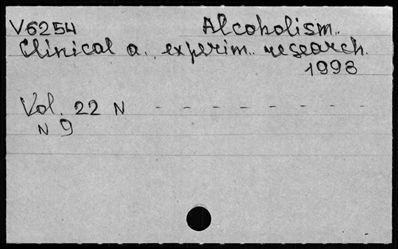 V6254 Alcoholism.
Clinical a. experim. research.
1998
Vol. 22 N - - - - - - -
N 9